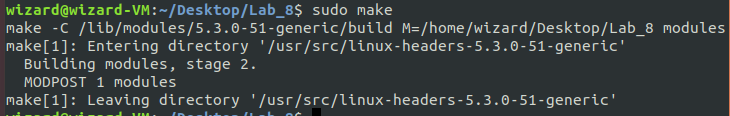 wizard@wizard-VM:~/Desktop/Lab_8$ sudo make
make -C /lib/modules/5.3.0-51-generic/build M=/home/wizard/Desktop/Lab_8 modules
make[1]: Entering directory '/usr/src/linux-headers-5.3.0-51-generic'
  Building modules, stage 2.
  MODPOST 1 modules
make[1]: Leaving directory '/usr/src/linux-headers-5.3.0-51-generic'
wizard@wizard-VM:~/Desktop/Lab_8$